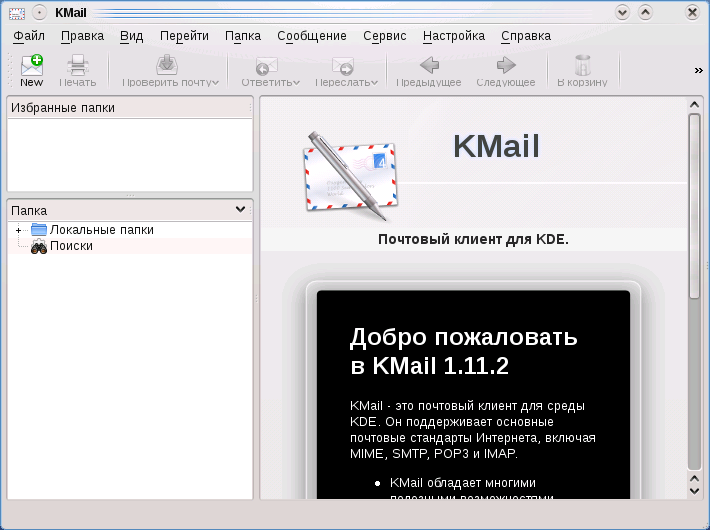 KMail
Файл Правка Вид Перейти Папка Сообщение Сервис Настройка Справка
New Печать Проверить почту Ответить Переслать Предыдущее Следующее В корзину
Избранные папки
Папка
Локальные папки
Поиски
KMail
Почтовый клиент для KDE.
Добро пожаловать
в KMail 1.11.2
KMail - это почтовый клиент для среды
KDE. Он поддерживает основные
почтовые стандарты Интернета, включая
MIME, SMTP, POP3 и IMAP.
• KMail обладает многими
полезными возможностями